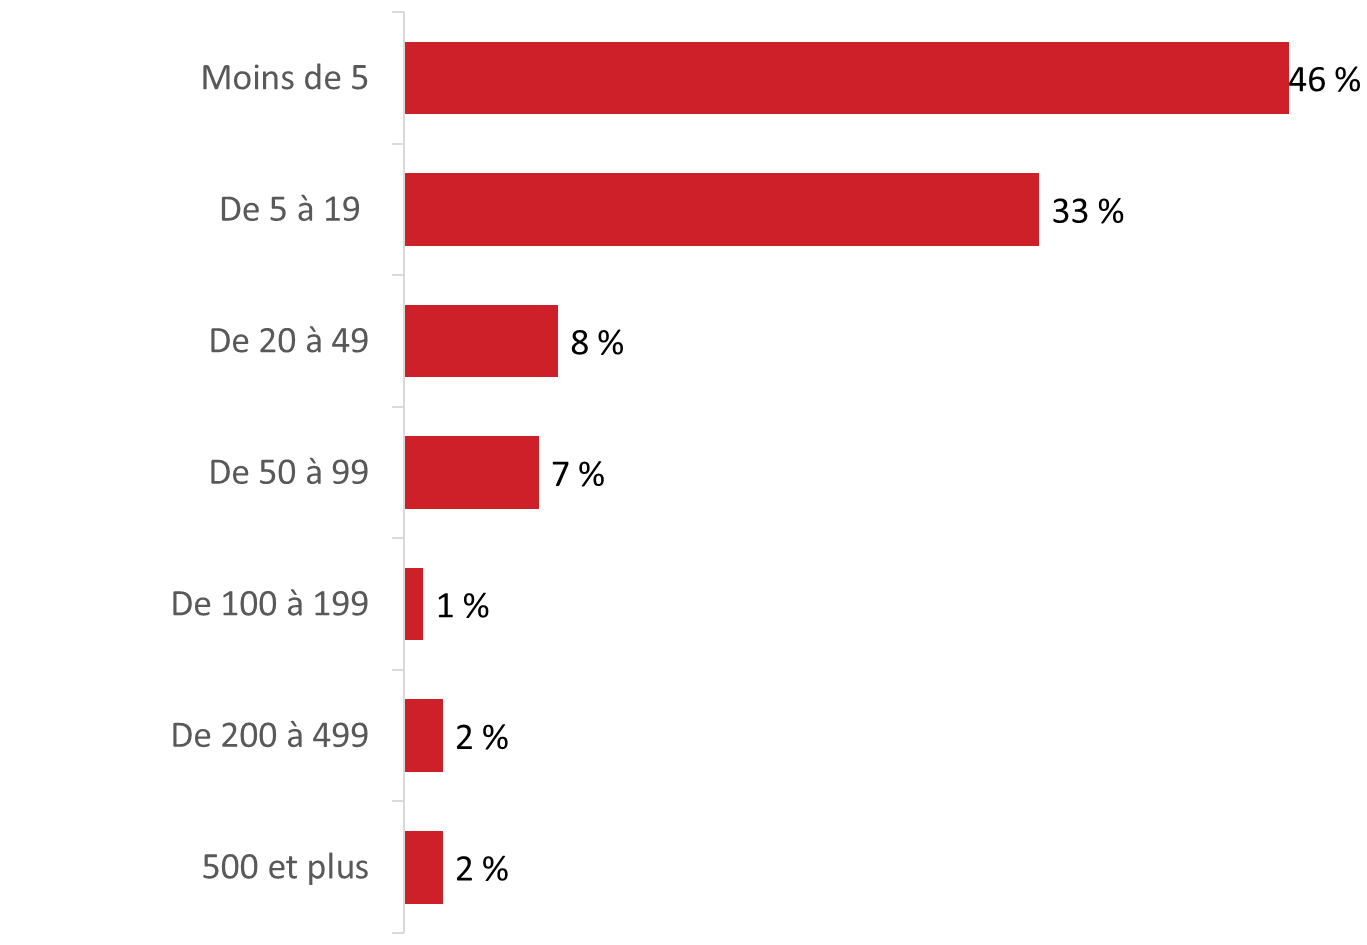 Moins de 5
46 %
De 5 à 19
33 %
De 20 à 49
8 %
De 50 à 99
7 %
De 100 à 199
1 %
De 200 à 499
2 %
500 et plus
2 %